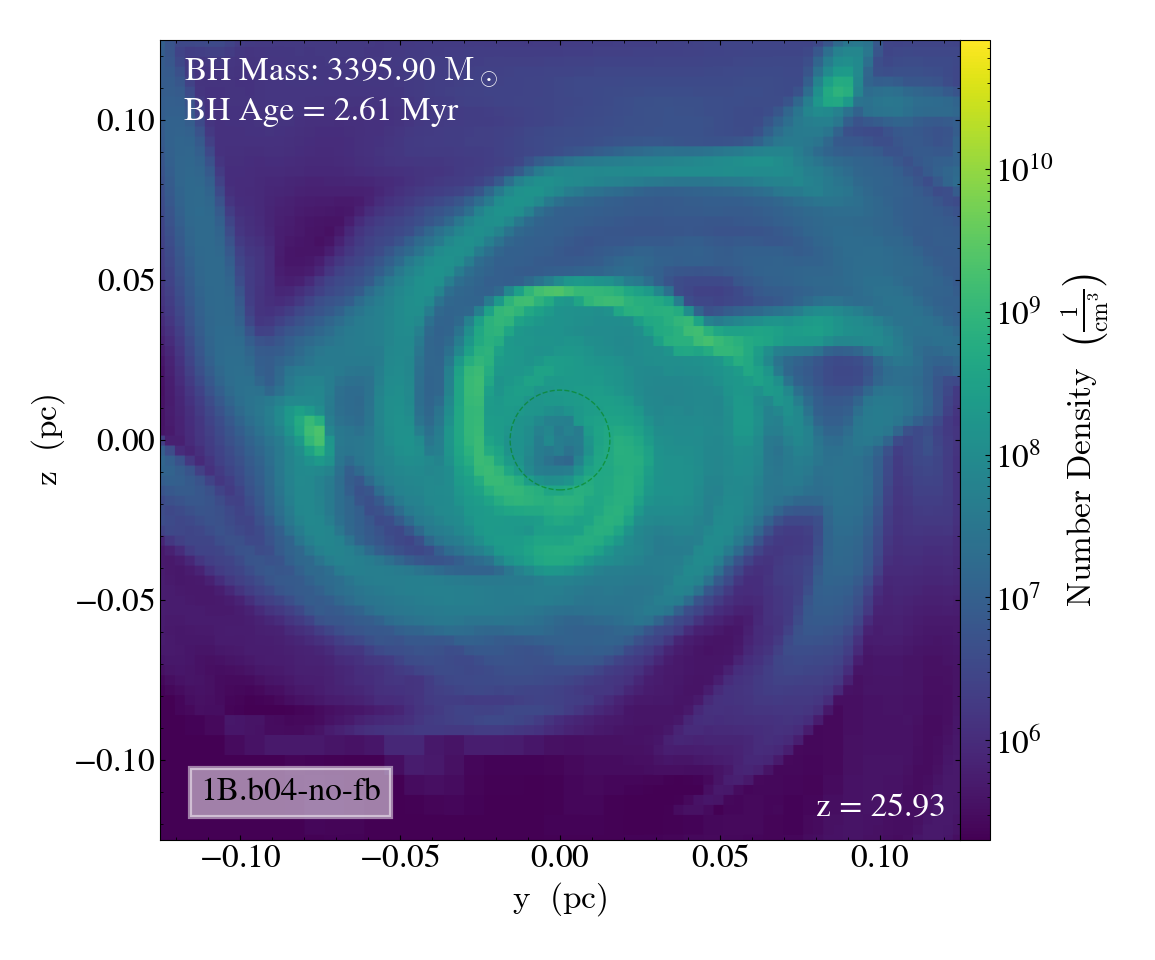 BH Mass: 3395.90 M☉
BH Age = 2.61 Myr
0.10
0.05
0.00
−0.05
−0.10
z (pc)
1B.b04-no-fb
z = 25.93
−0.10 −0.05 0.00 0.05 0.10
y (pc)
10^10
10^9
10^8
10^7
10^6
Number Density (1/cm^3)